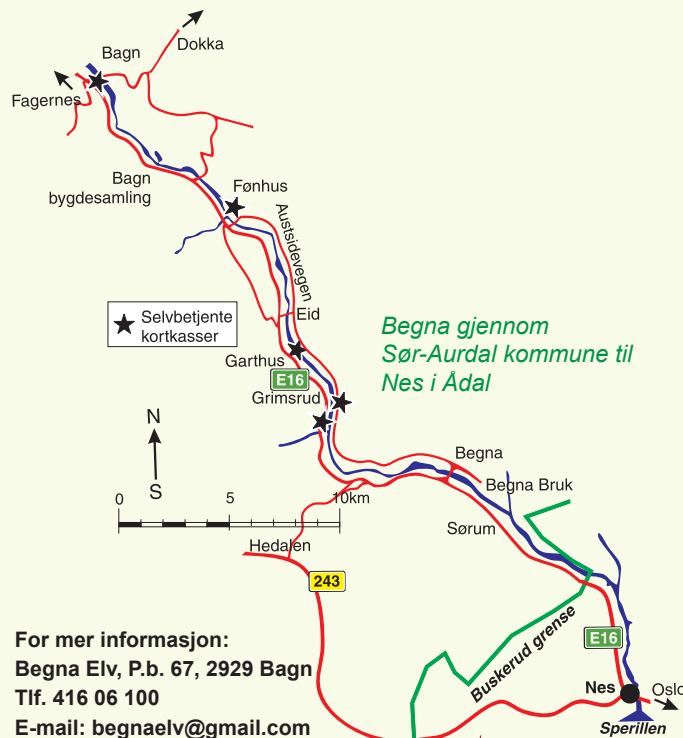 Dokka
Bagn
Fagernes
Bagn
bygdesamling
Fønhus
Austsidevegen
Eid
Selvbetjente
kortkasser
Begna gjennom
Sør-Aurdal kommune til
Nes i Ådal
Garthus
E16
Grimsrud
N
S
0 5 10km
Begna
Begna Bruk
Sørum
Hedalen
243
Buskerud grense
E16
Nes
Oslo
Sperillen
For mer informasjon:
Begna Elv, P.b. 67, 2929 Bagn
Tlf. 416 06 100
E-mail: begnaelv@gmail.com